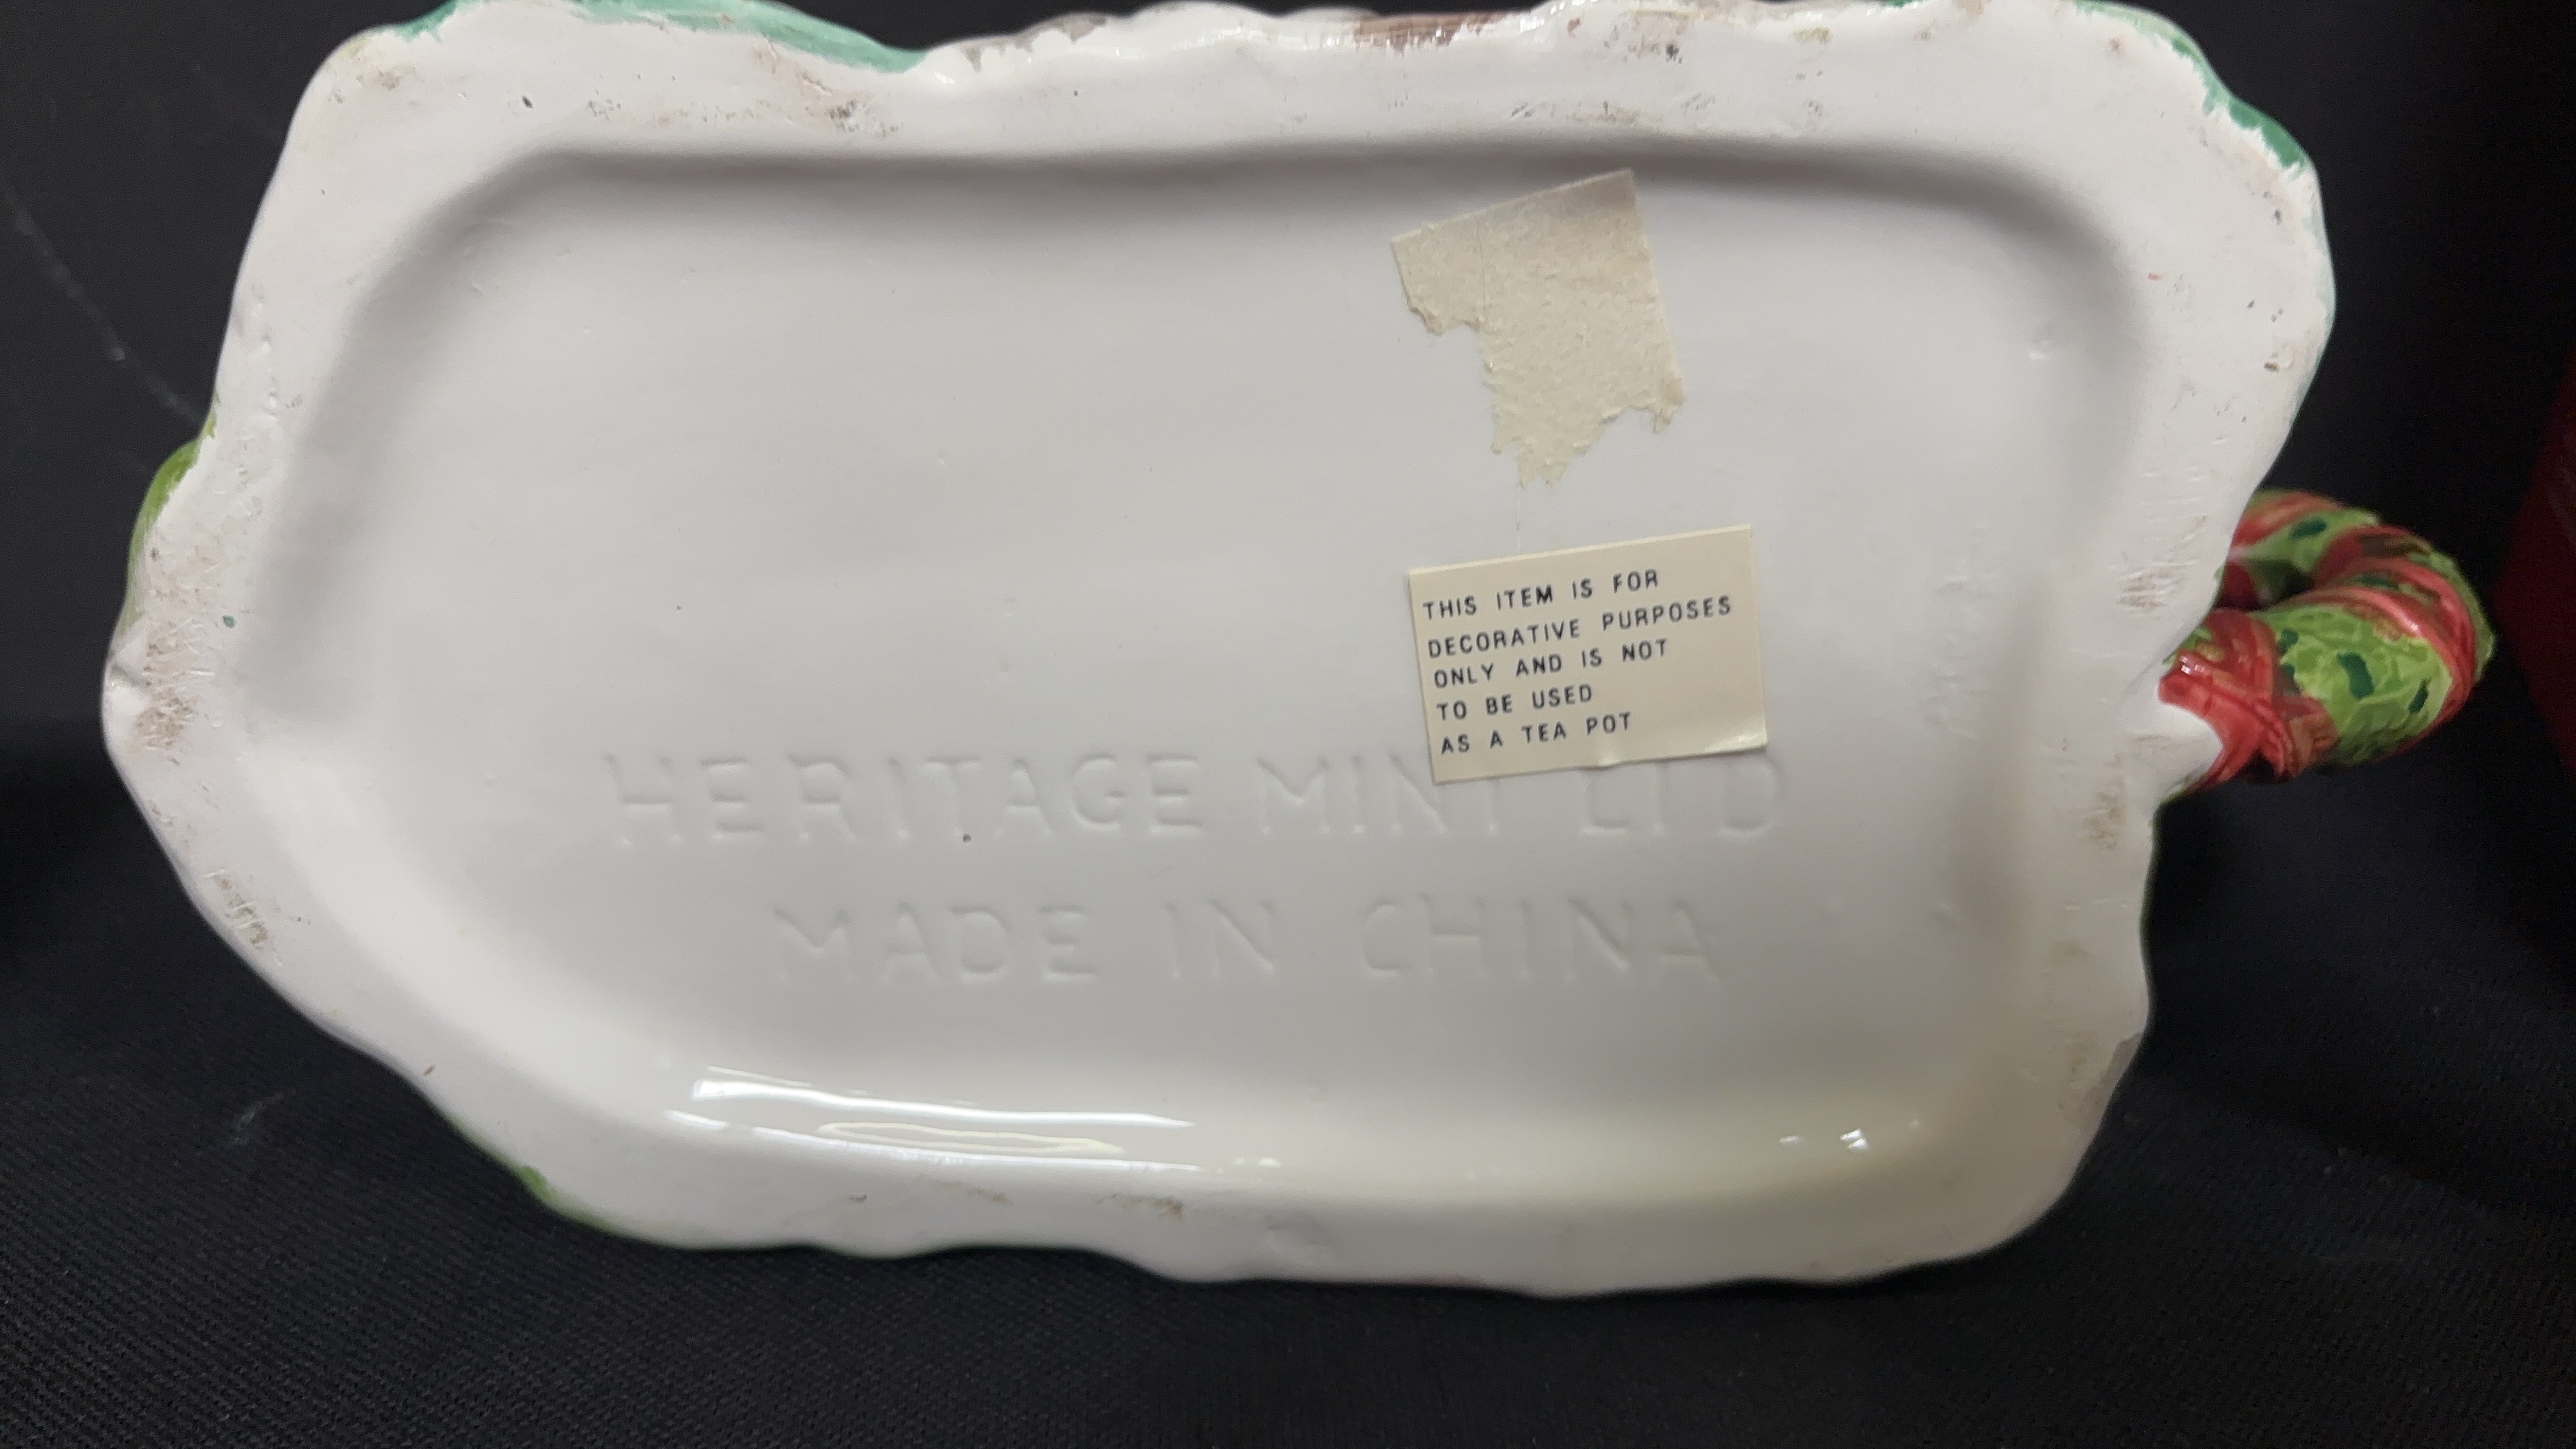 THIS ITEM IS FOR
DECORATIVE PURPOSES
ONLY AND IS NOT
TO BE USED
AS A TEA POT
HERITAGE MINT LTD
MADE IN CHINA